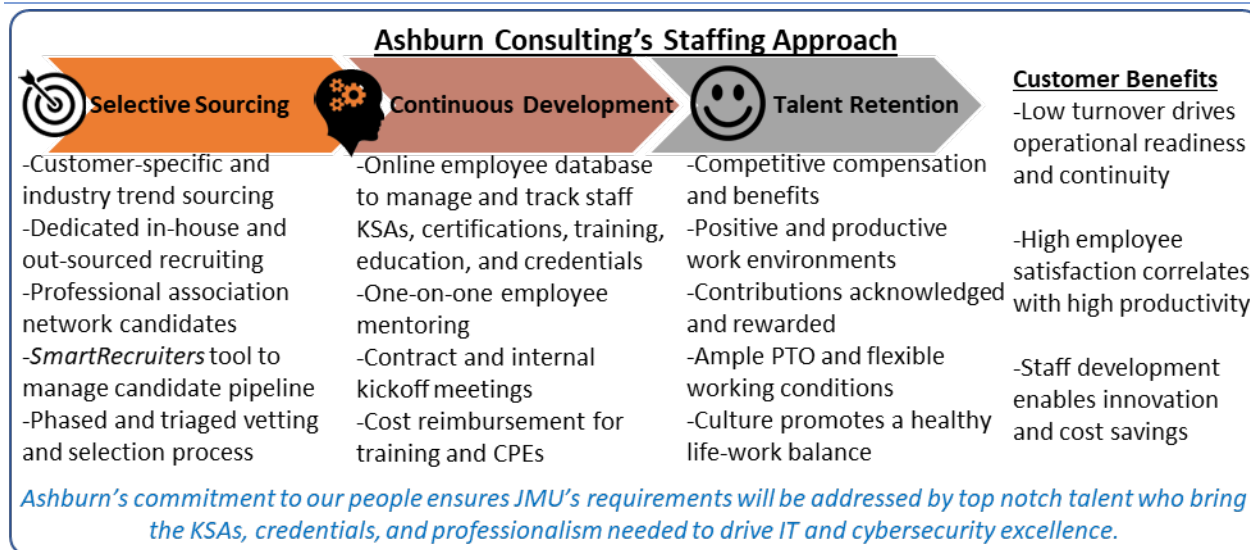 Ashburn Consulting's Staffing Approach
Selective Sourcing
-Customer-specific and
industry trend sourcing
-Dedicated in-house and
out-sourced recruiting
-Professional association
network candidates
-SmartRecruiters tool to
manage candidate pipeline
-Phased and triaged vetting
and selection process
Continuous Development
-Online employee database
to manage and track staff
KSAs, certifications, training,
education, and credentials
-One-on-one employee
mentoring
-Contract and internal
kickoff meetings
-Cost reimbursement for
training and CPEs
Talent Retention
-Competitive compensation
and benefits
-Positive and productive
work environments
-Contributions acknowledged
and rewarded
-Ample PTO and flexible
working conditions
-Culture promotes a healthy
life-work balance
Customer Benefits
-Low turnover drives
operational readiness
and continuity
-High employee
satisfaction correlates
with high productivity
-Staff development
enables innovation
and cost savings
Ashburn's commitment to our people ensures JMU's requirements will be addressed by top notch talent who bring
the KSAs, credentials, and professionalism needed to drive IT and cybersecurity excellence.